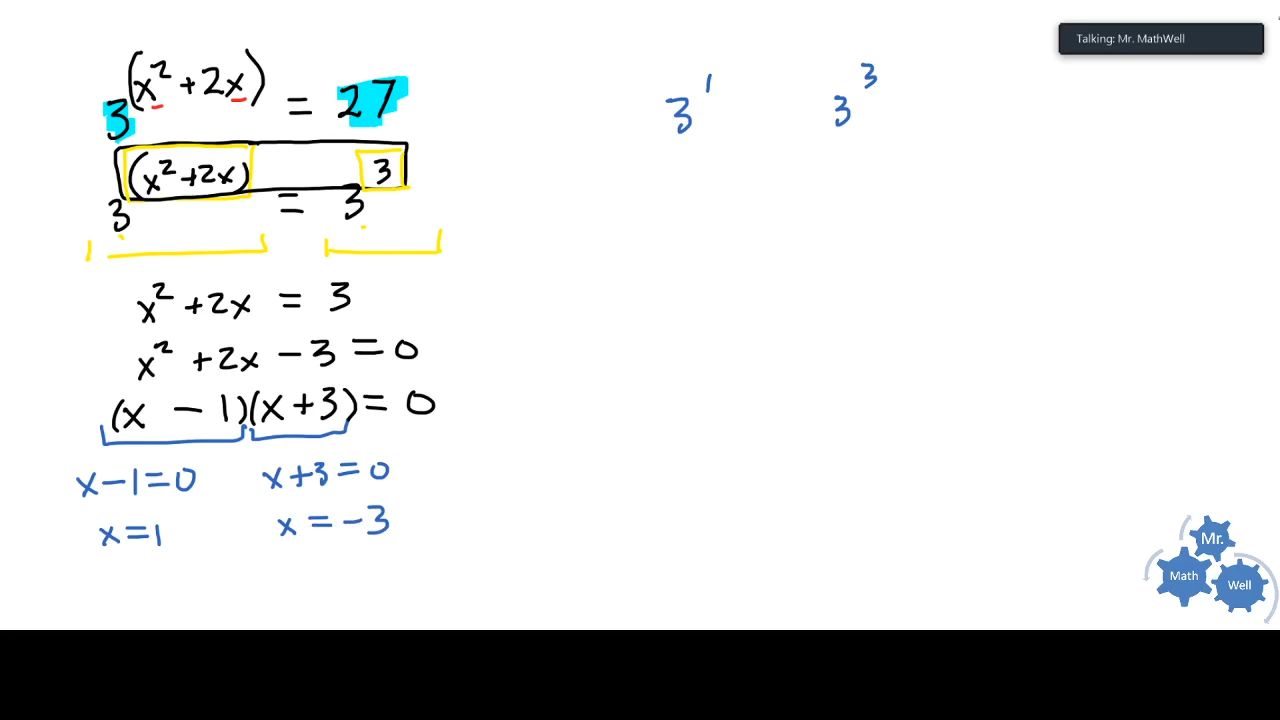 Talking: Mr. MathWell
3^(x² + 2x) = 27
3^(x² + 2x) = 3^3
x² + 2x = 3
x² + 2x - 3 = 0
(x - 1)(x + 3) = 0
x - 1 = 0 x + 3 = 0
x = 1 x = -3
3^1 3^3
Mr.
Math Well